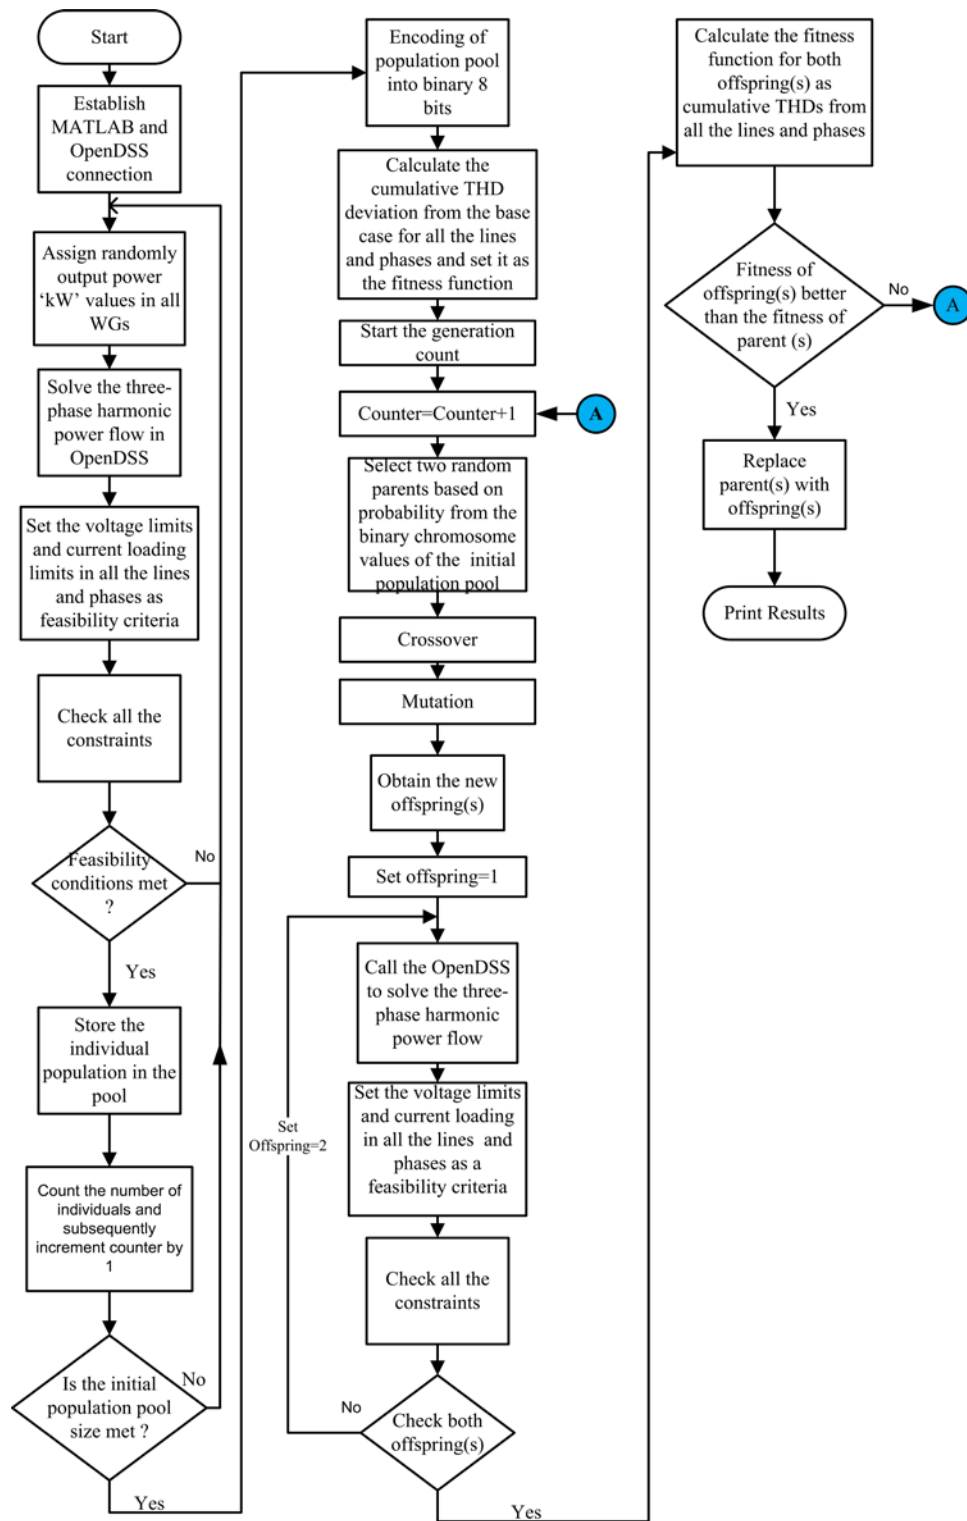 Start
Establish
MATLAB and
OpenDSS
connection
Assign randomly
output power
‘kW’ values in all
WGs
Solve the three-
phase harmonic
power flow in
OpenDSS
Set the voltage limits
and current loading
limits in all the lines
and phases as
feasibility criteria
Check all the
constraints
Feasibility
conditions met
?
No
Yes
Store the
individual
population in the
pool
Count the number of
individuals and
subsequently
increment counter by
1
Is the initial
population pool
size met ?
No
Yes
Encoding of
population pool
into binary 8
bits
Calculate the
cumulative THD
deviation from the base
case for all the lines
and phases and set it as
the fitness function
Start the generation
count
Counter=Counter+1
A
Select two random
parents based on
probability from the
binary chromosome
values of the initial
population pool
Crossover
Mutation
Obtain the new
offspring(s)
Set offspring=1
Call the OpenDSS
to solve the three-
phase harmonic
power flow
Set
Offspring=2
Set the voltage limits
and current loading
in all the lines and
phases as a
feasibility criteria
Check all the
constraints
Check both
offspring(s)
No
Yes
Calculate the fitness
function for both
offspring(s) as
cumulative THDs from
all the lines and phases
Fitness of
offspring(s) better
than the fitness of
parent (s)
No
A
Yes
Replace
parent(s) with
offspring(s)
Print Results